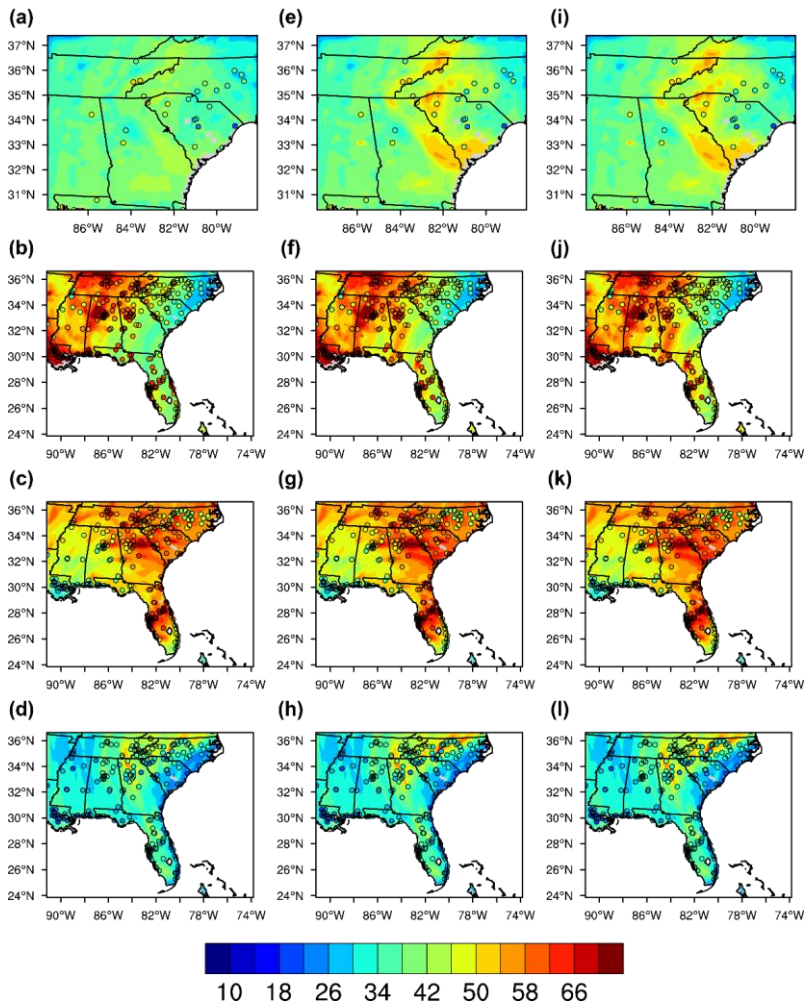 (a) (e) (i)
37°N 37°N 37°N
36°N 36°N 36°N
35°N 35°N 35°N
34°N 34°N 34°N
33°N 33°N 33°N
32°N 32°N 32°N
31°N 31°N 31°N
86°W 84°W 82°W 80°W 86°W 84°W 82°W 80°W 86°W 84°W 82°W 80°W
(b) (f) (j)
36°N 36°N 36°N
34°N 34°N 34°N
32°N 32°N 32°N
30°N 30°N 30°N
28°N 28°N 28°N
26°N 26°N 26°N
24°N 24°N 24°N
90°W 86°W 82°W 78°W 74°W 90°W 86°W 82°W 78°W 74°W 90°W 86°W 82°W 78°W 74°W
(c) (g) (k)
36°N 36°N 36°N
34°N 34°N 34°N
32°N 32°N 32°N
30°N 30°N 30°N
28°N 28°N 28°N
26°N 26°N 26°N
24°N 24°N 24°N
90°W 86°W 82°W 78°W 74°W 90°W 86°W 82°W 78°W 74°W 90°W 86°W 82°W 78°W 74°W
(d) (h) (l)
36°N 36°N 36°N
34°N 34°N 34°N
32°N 32°N 32°N
30°N 30°N 30°N
28°N 28°N 28°N
26°N 26°N 26°N
24°N 24°N 24°N
90°W 86°W 82°W 78°W 74°W 90°W 86°W 82°W 78°W 74°W 90°W 86°W 82°W 78°W 74°W
10 18 26 34 42 50 58 66